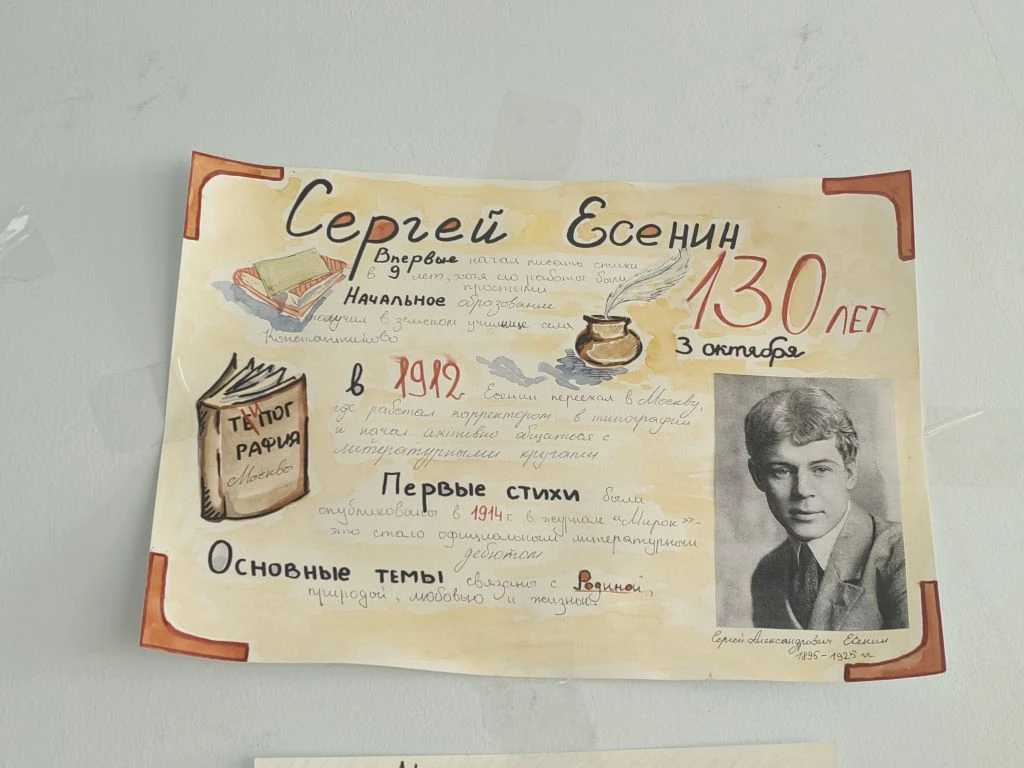 Сергей Есенин
Впервые начал писать стихи
в 9 лет, хотя его работы были
простыми
Начальное образование
получил в земском училище села
Константиново
130 ЛЕТ
3 октября
в 1912 Есенин переехал в Москву,
где работал корректором в типографии
и начал активно общаться с
литературными кругами
ТИПОГ
РАФИЯ
Москвы
Первые стихи были
опубликованы в 1914 г. в журнале «Мирок» -
это стало официальным литературным
дебютом
Основные темы связаны с Родиной,
природой, любовью и жизнью.
Сергей Александрович Есенин
1895-1925 гг